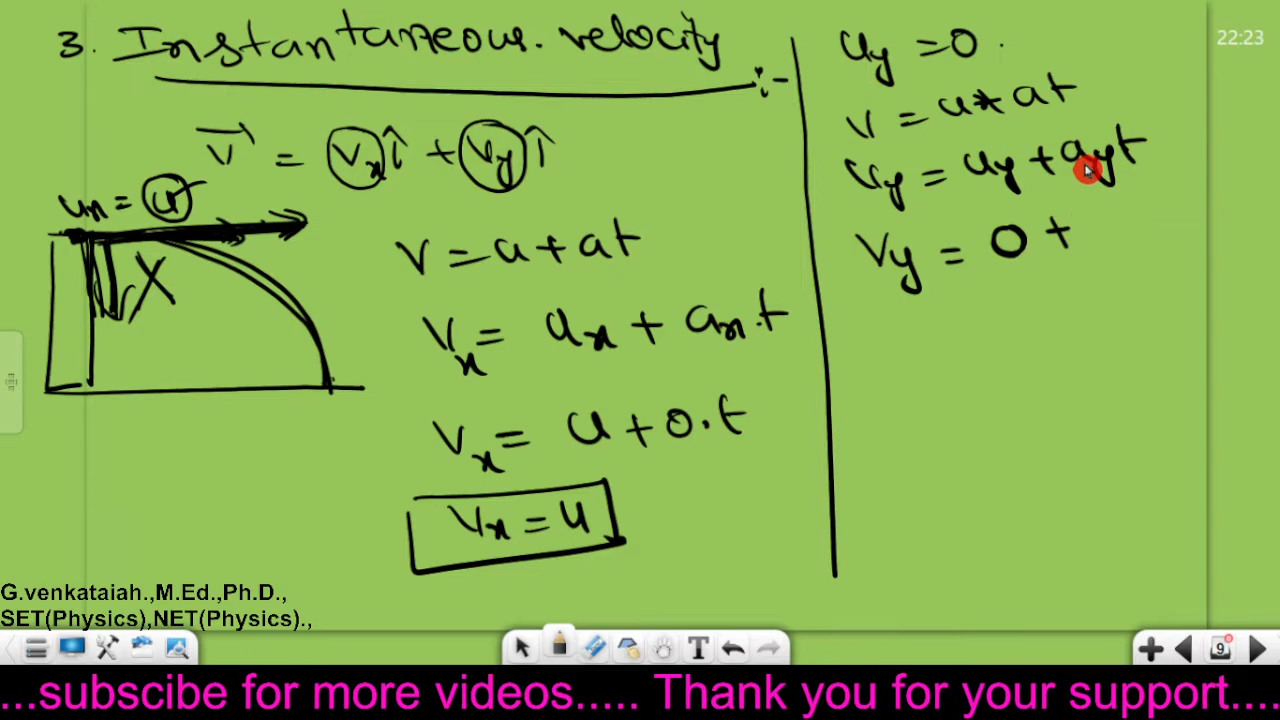 3. Instantaneous. velocity :-
22:23
v = vx î + vy î
ux = u
X
v = u + at
Vx = ux + ax.t
Vx = u + 0.t
Vx = u
uy = 0.
v = u + at
vy = uy + ayt
Vy = 0 +
G.venkataiah.,M.Ed.,Ph.D.,
SET(Physics),NET(Physics).,
T
9
...subscibe for more videos..... Thank you for your support....